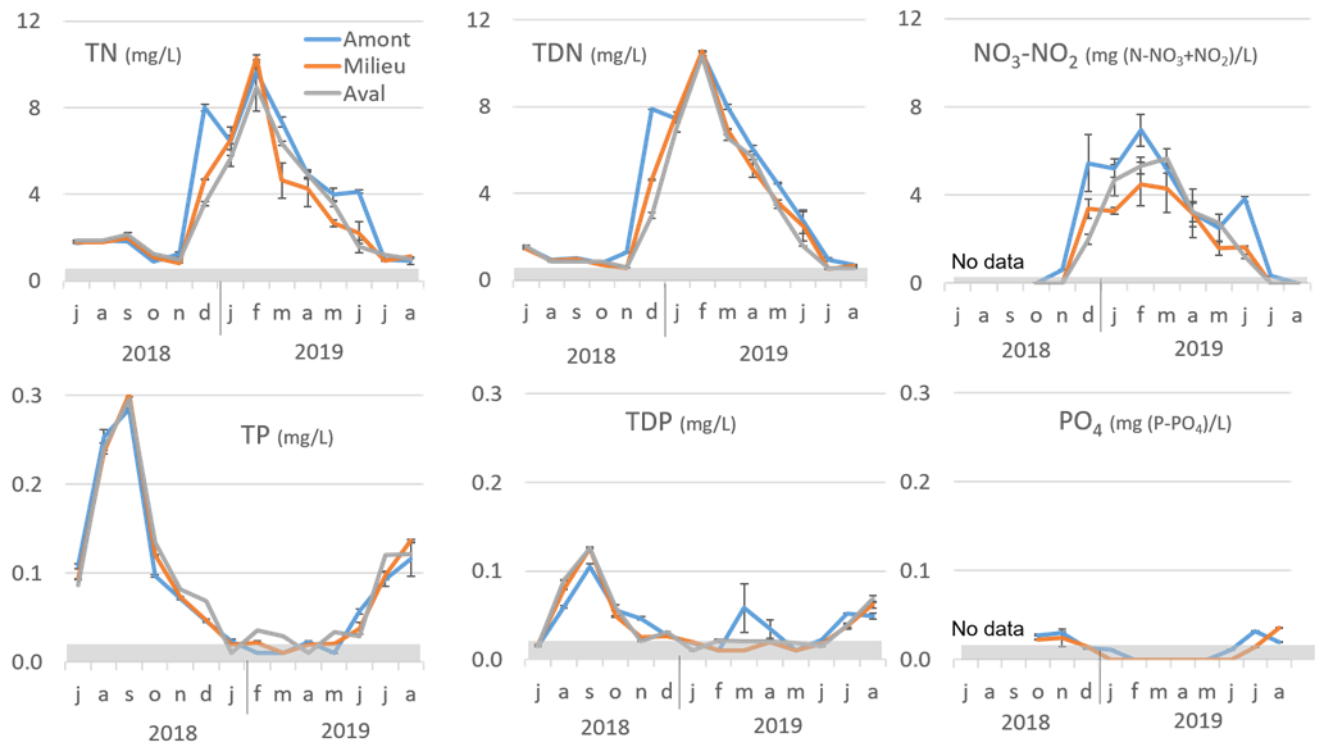 TN (mg/L)
Amont
Milieu
Aval
12
8
4
0
j a s o n d j f m a m j j a
2018 2019
TDN (mg/L)
12
8
4
0
j a s o n d j f m a m j j a
2018 2019
NO₃-NO₂ (mg (N-NO₃+NO₂)/L)
12
8
4
0
No data
j a s o n d j f m a m j j a
2018 2019
TP (mg/L)
0.3
0.2
0.1
0.0
j a s o n d j f m a m j j a
2018 2019
TDP (mg/L)
0.3
0.2
0.1
0.0
j a s o n d j f m a m j j a
2018 2019
PO₄ (mg (P-PO₄)/L)
0.3
0.2
0.1
0.0
No data
j a s o n d j f m a m j j a
2018 2019